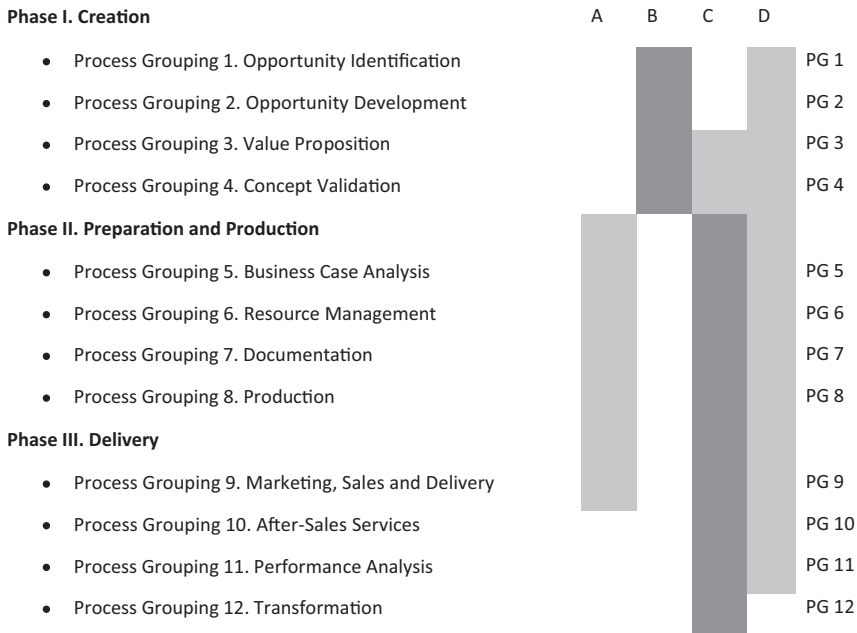 Phase I. Creation A B C D
• Process Grouping 1. Opportunity Identification PG 1
• Process Grouping 2. Opportunity Development PG 2
• Process Grouping 3. Value Proposition PG 3
• Process Grouping 4. Concept Validation PG 4
Phase II. Preparation and Production
• Process Grouping 5. Business Case Analysis PG 5
• Process Grouping 6. Resource Management PG 6
• Process Grouping 7. Documentation PG 7
• Process Grouping 8. Production PG 8
Phase III. Delivery
• Process Grouping 9. Marketing, Sales and Delivery PG 9
• Process Grouping 10. After-Sales Services PG 10
• Process Grouping 11. Performance Analysis PG 11
• Process Grouping 12. Transformation PG 12